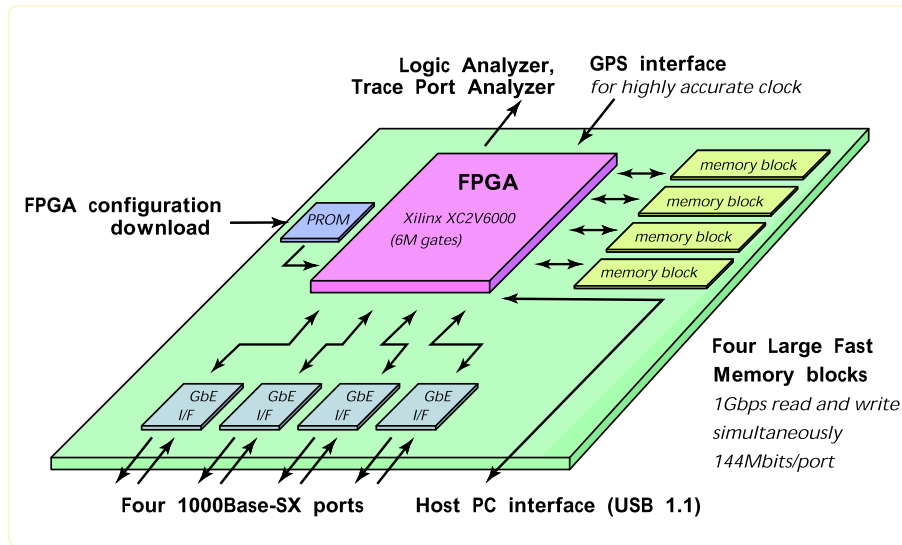 Logic Analyzer,
Trace Port Analyzer
GPS interface
for highly accurate clock
FPGA configuration
download
PROM
FPGA
Xilinx XC2V6000
(6M gates)
memory block
memory block
memory block
memory block
Four Large Fast
Memory blocks
1Gbps read and write
simultaneously
144Mbits/port
GbE
I/F
GbE
I/F
GbE
I/F
GbE
I/F
Four 1000Base-SX ports
Host PC interface (USB 1.1)